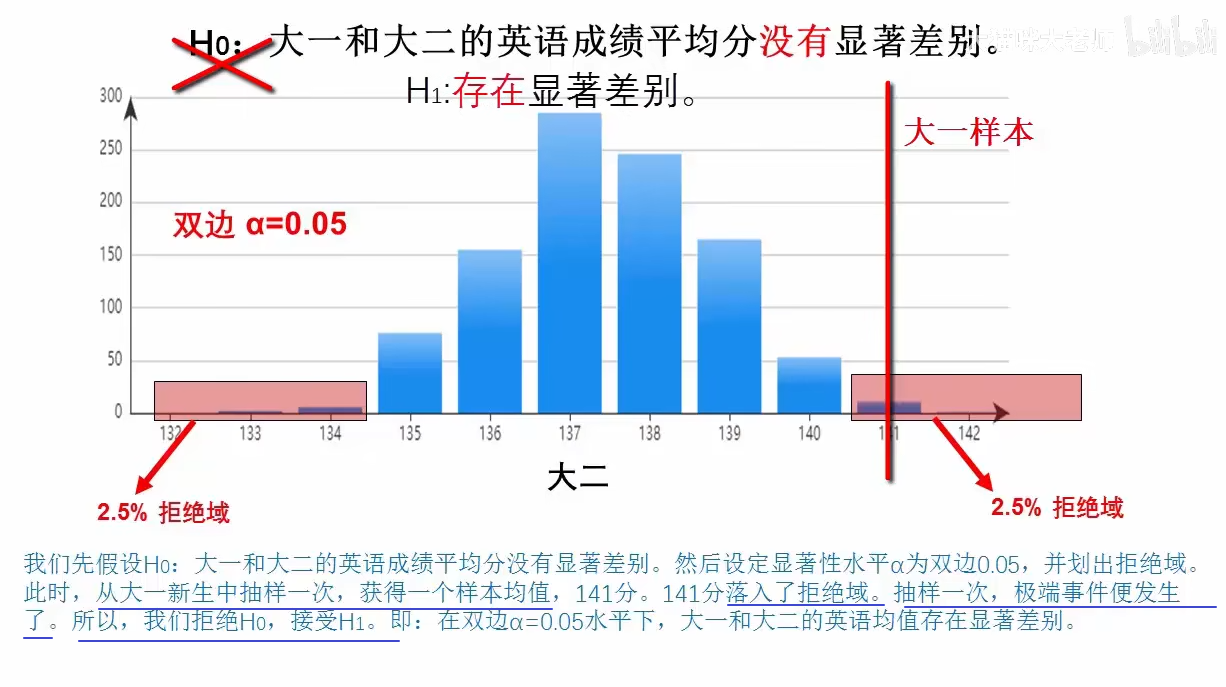 H0：大一和大二的英语成绩平均分没有显著差别。
H1:存在显著差别。
300
250
200
150
100
50
0
大一样本
双边 α=0.05
132
133
134
135
136
137
138
139
140
141
142
大二
2.5% 拒绝域
2.5% 拒绝域
我们先假设H0：大一和大二的英语成绩平均分没有显著差别。然后设定显著性水平α为双边0.05，并划出拒绝域。
此时，从大一新生中抽样一次，获得一个样本均值，141分。141分落入了拒绝域。抽样一次，极端事件便发生
了。所以，我们拒绝H0，接受H1。即：在双边α=0.05水平下，大一和大二的英语均值存在显著差别。